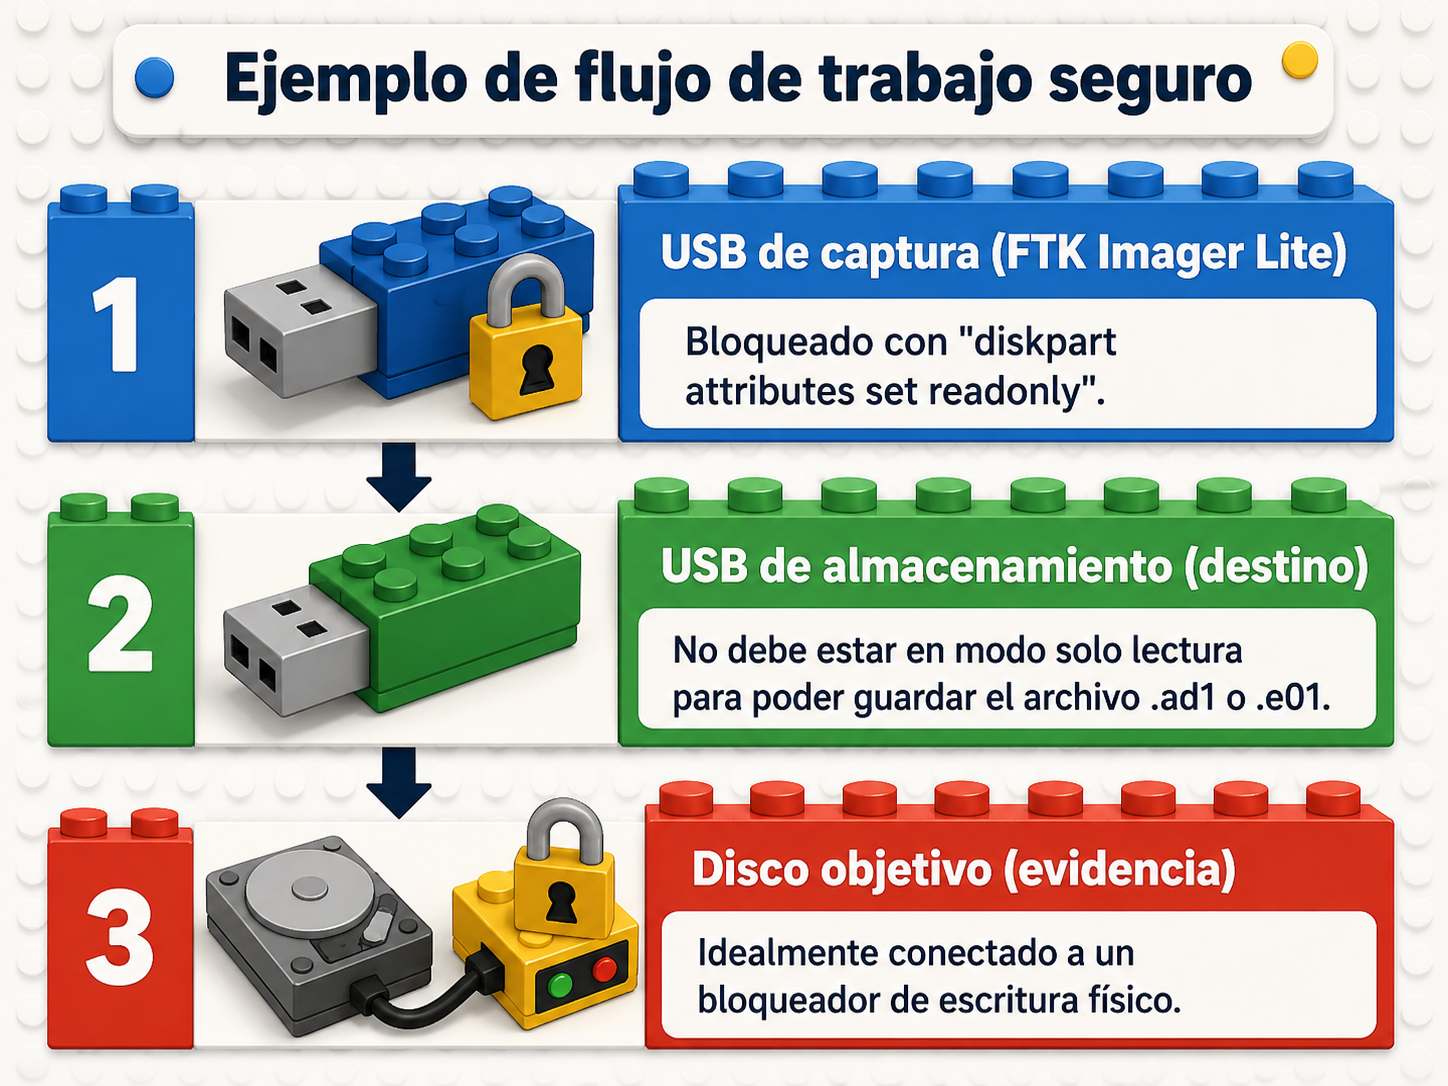 Ejemplo de flujo de trabajo seguro
1
USB de captura (FTK Imager Lite)
Bloqueado con "diskpart
attributes set readonly".
2
USB de almacenamiento (destino)
No debe estar en modo solo lectura
para poder guardar el archivo .ad1 o .e01.
3
Disco objetivo (evidencia)
Idealmente conectado a un
bloqueador de escritura físico.